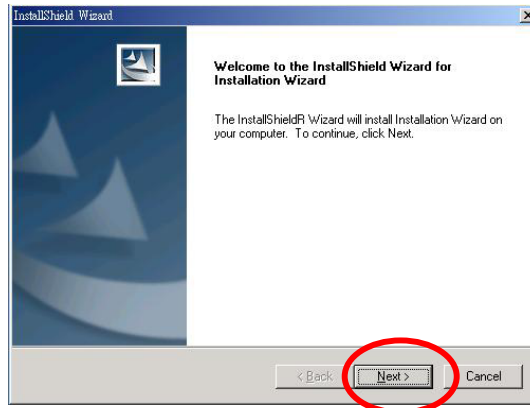 InstallShield Wizard
Welcome to the InstallShield Wizard for
Installation Wizard
The InstallShieldR Wizard will install Installation Wizard on
your computer. To continue, click Next.
< Back
Next >
Cancel